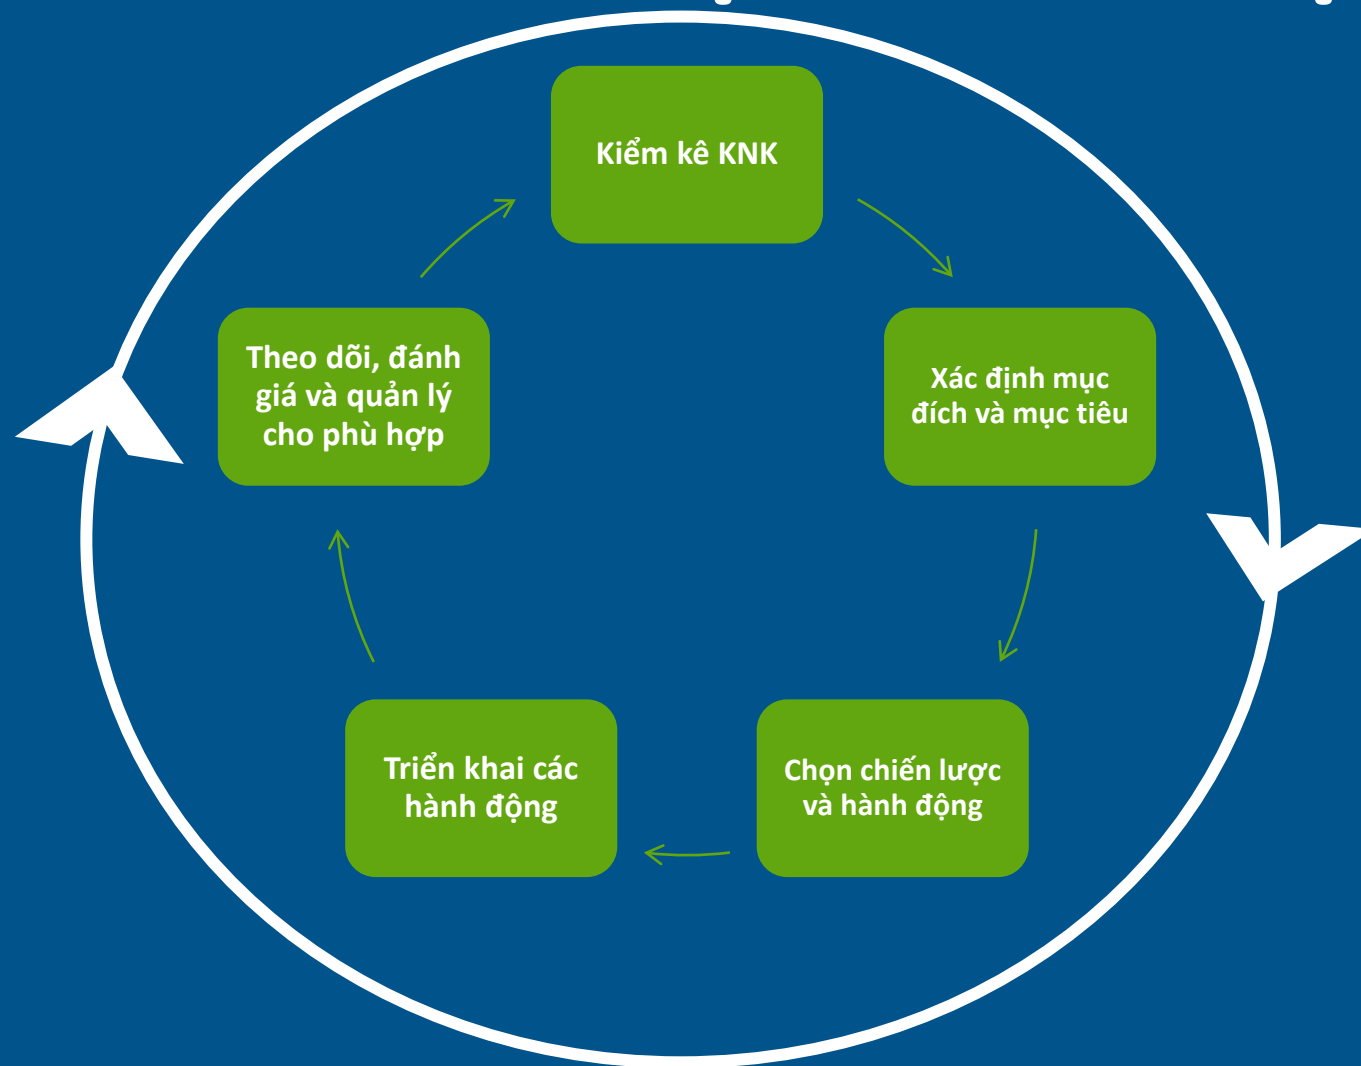 Kiểm kê KNK
Xác định mục
đích và mục tiêu
Chọn chiến lược
và hành động
Triển khai các
hành động
Theo dõi, đánh
giá và quản lý
cho phù hợp